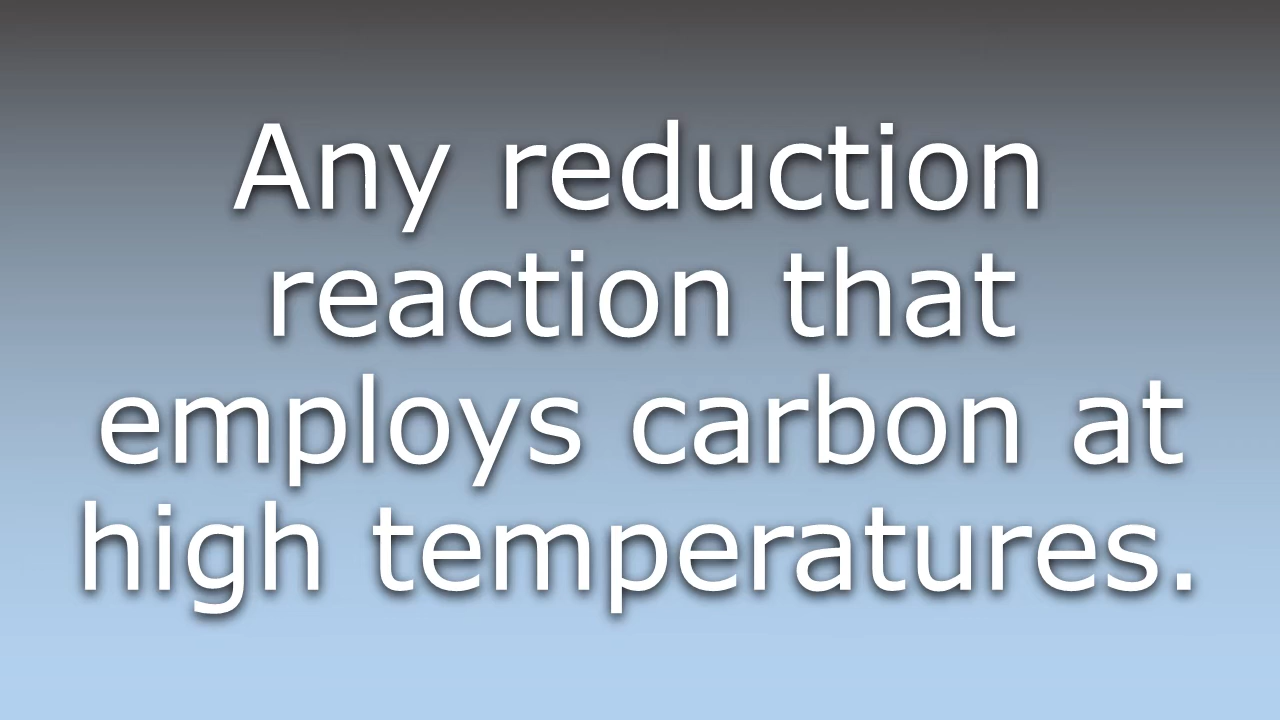 Any reduction
reaction that
employs carbon at
high temperatures.